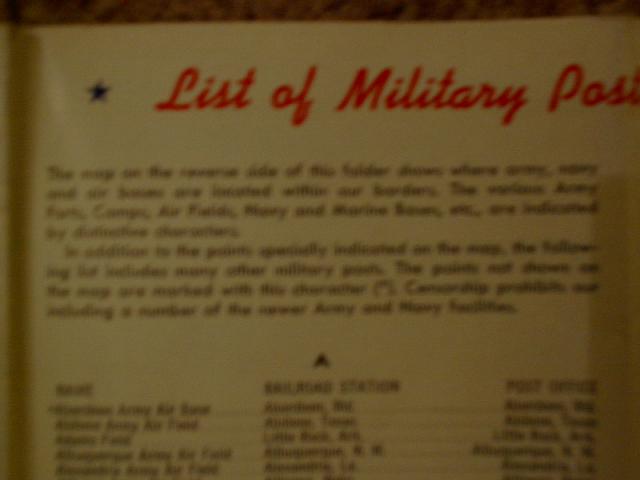 ★ List of Military Post
The map on the reverse side of this folder shows where army, navy
and air bases are located within our borders. The various Army
Forts, Camps, Air Fields, Navy and Marine Bases, etc., are indicated
by distinctive characters.
In addition to the points specially indicated on the map, the follow-
ing list includes many other military posts. The points not shown on
the map are marked with this character (*). Censorship prohibits our
including a number of the newer Army and Navy Facilities.
A
NAME RAILROAD STATION POST OFFICE
*Aberdeen Army Air Base Aberdeen, Aberdeen,
Abilene Army Air Field Abilene, Texas Abilene, Texas
Adams Field Little Rock, Ark. Little Rock, Ark.
Albuquerque Army Air Field Albuquerque, N. M. Albuquerque, N. M.
Alexandria Army Air Field Alexandria, La. Alexandria, La.